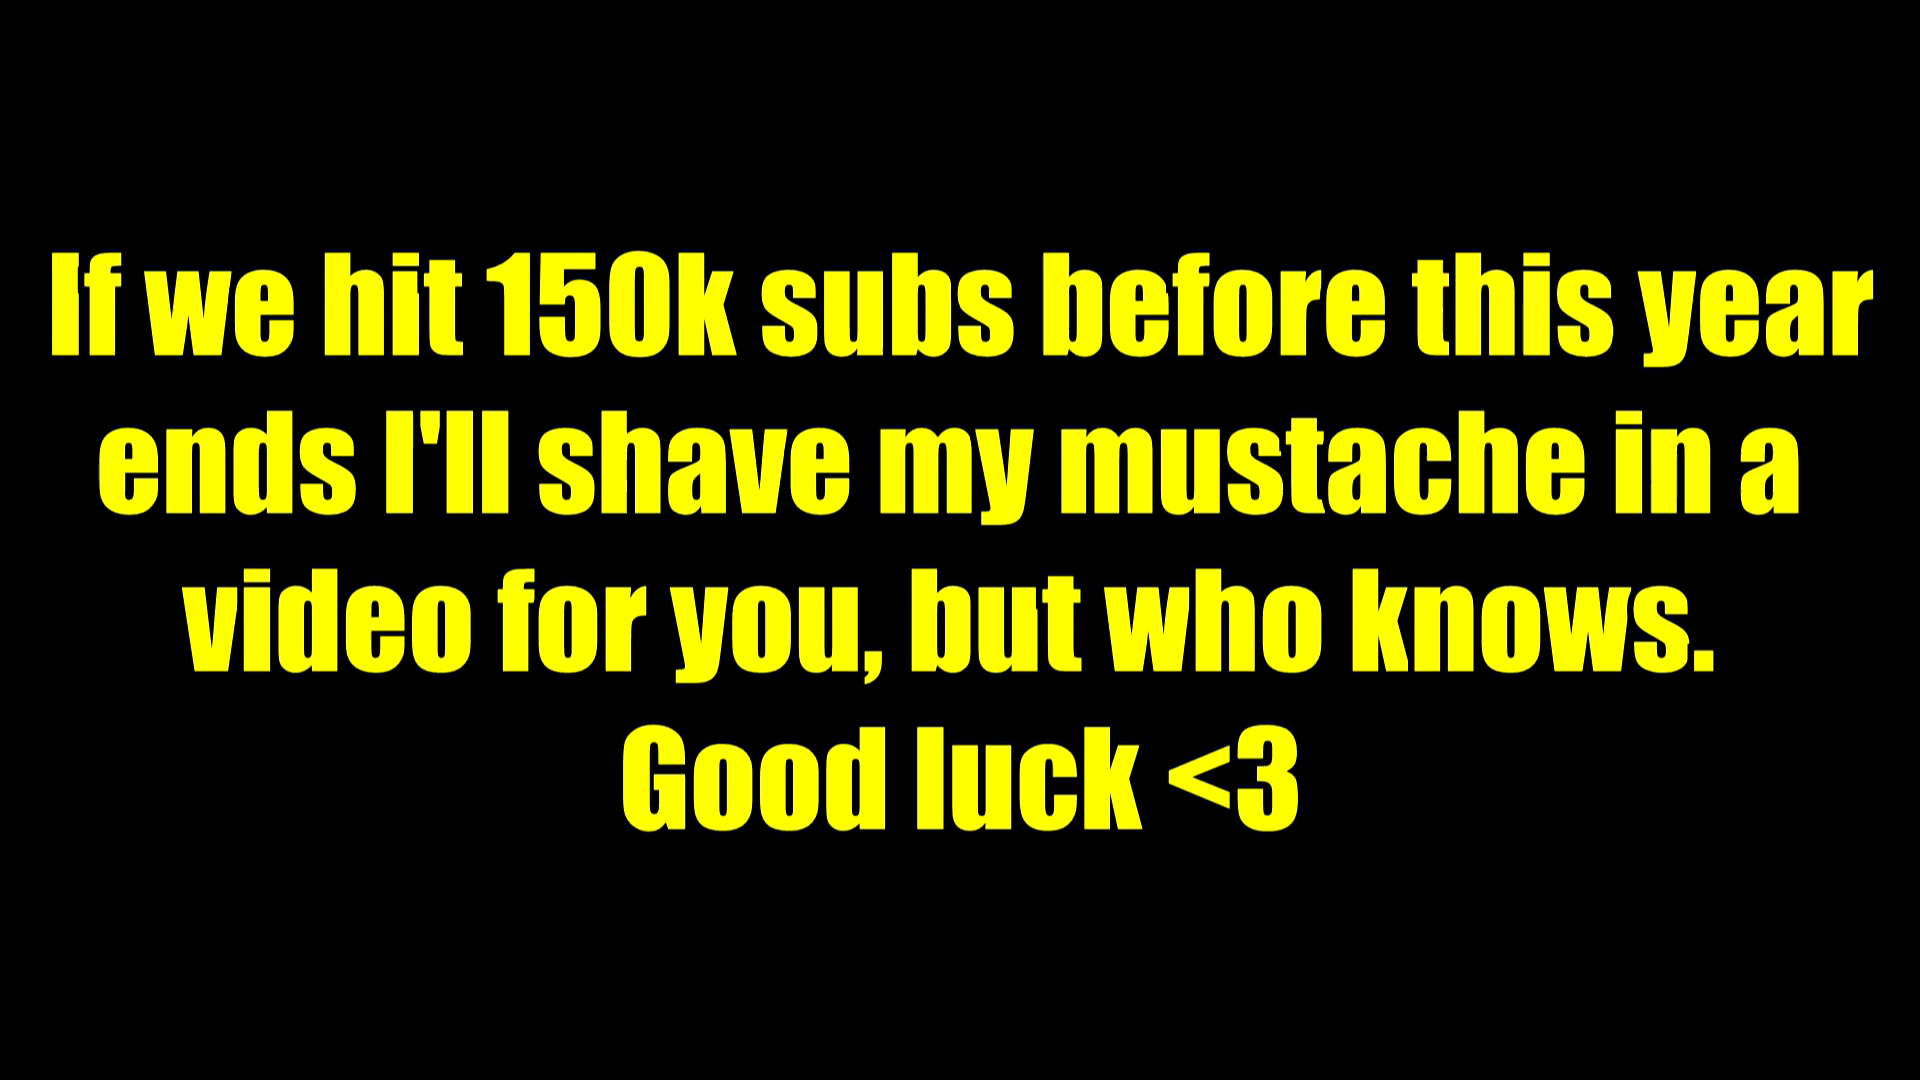 If we hit 150k subs before this year
ends I'll shave my mustache in a
video for you, but who knows.
Good luck <3